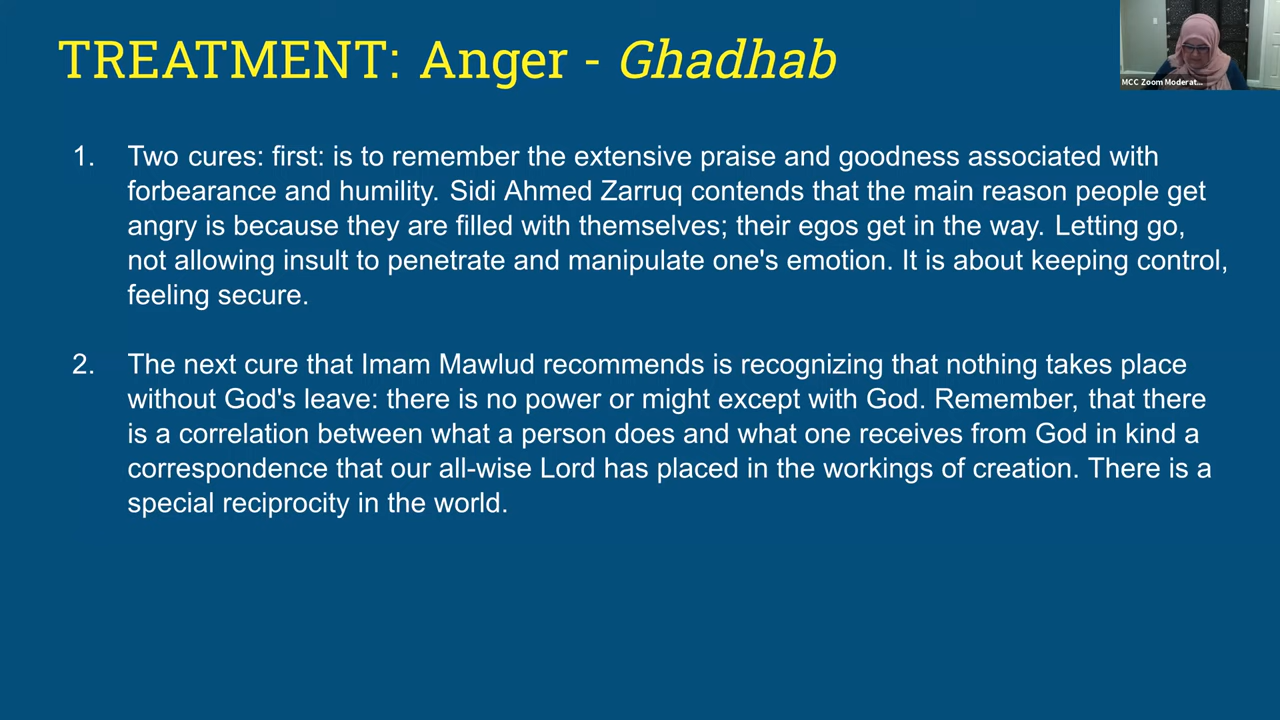 TREATMENT: Anger - Ghadhab
MCC Zoom Moderat...
1. Two cures: first: is to remember the extensive praise and goodness associated with
forbearance and humility. Sidi Ahmed Zarruq contends that the main reason people get
angry is because they are filled with themselves; their egos get in the way. Letting go,
not allowing insult to penetrate and manipulate one's emotion. It is about keeping control,
feeling secure.
2. The next cure that Imam Mawlud recommends is recognizing that nothing takes place
without God's leave: there is no power or might except with God. Remember, that there
is a correlation between what a person does and what one receives from God in kind a
correspondence that our all-wise Lord has placed in the workings of creation. There is a
special reciprocity in the world.